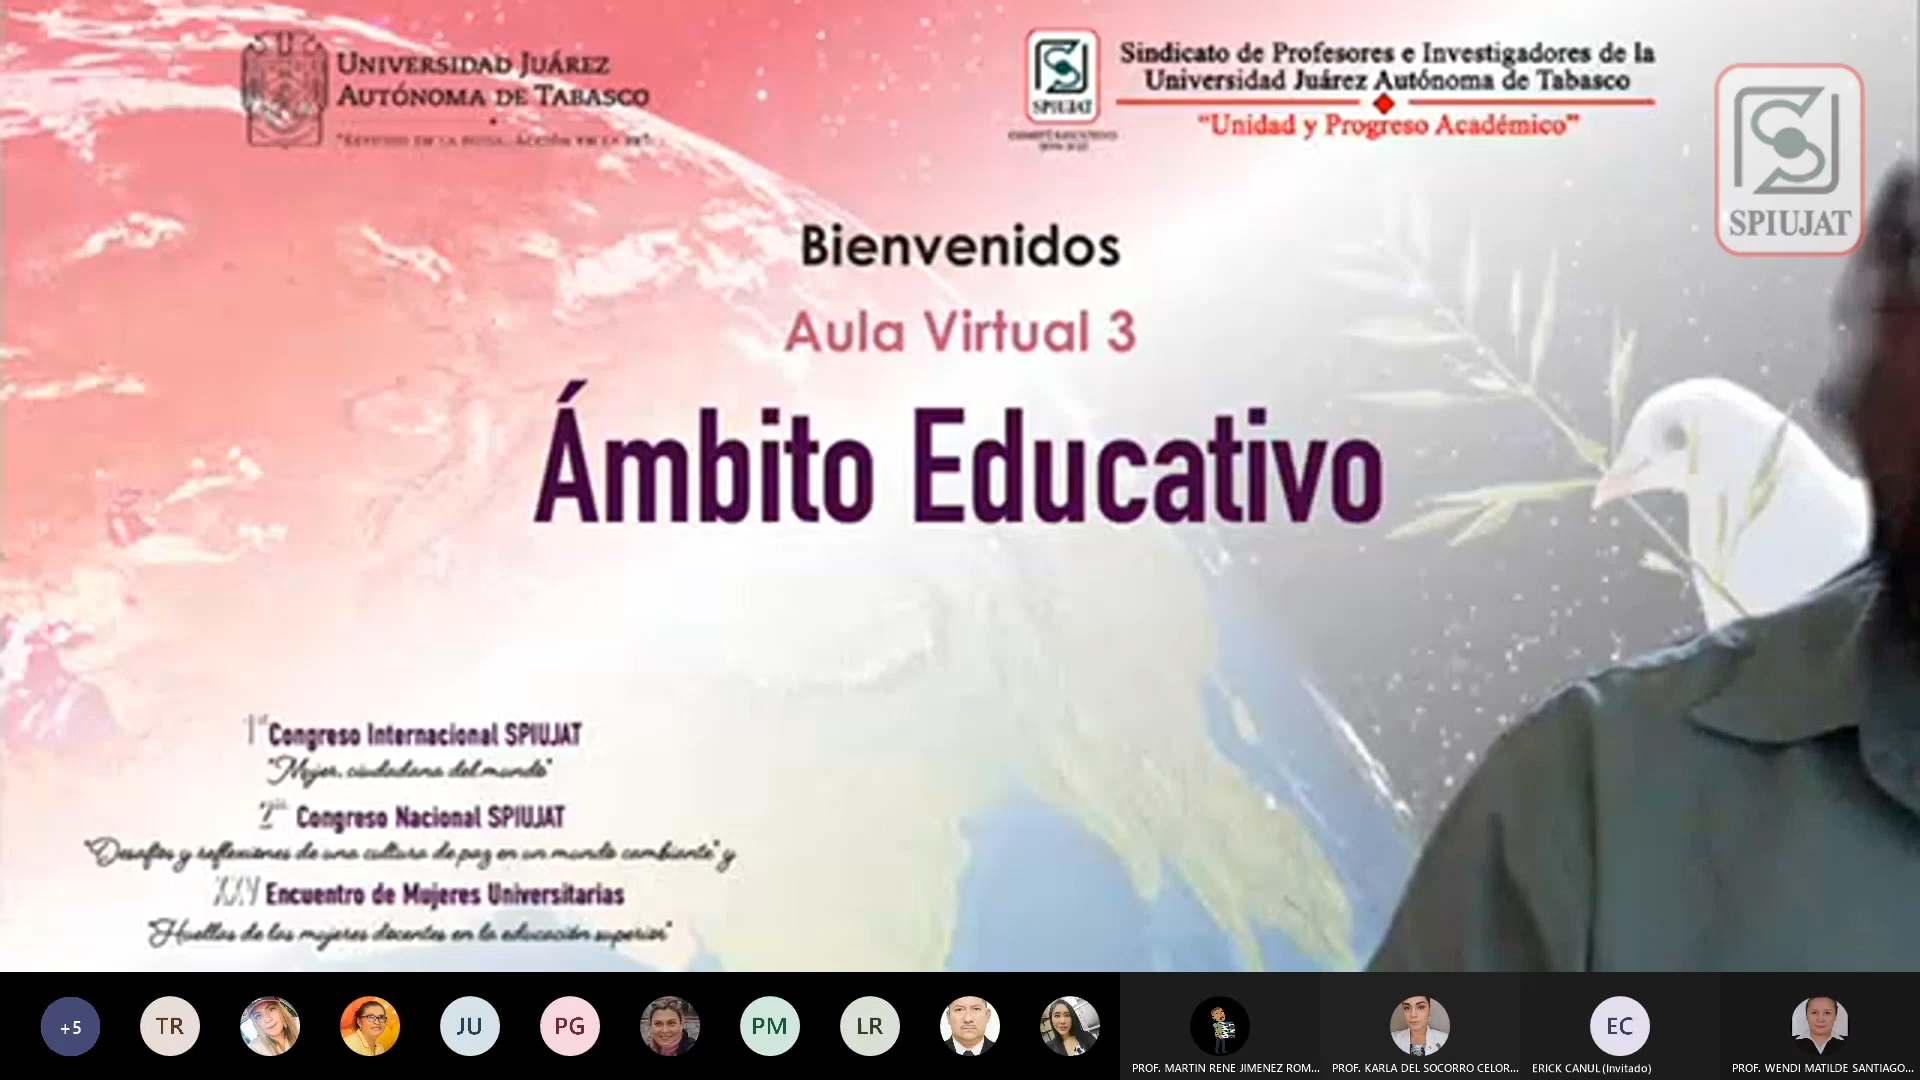 UNIVERSIDAD JUÁREZ
AUTÓNOMA DE TABASCO
SPIUJAT
Sindicato de Profesores e Investigadores de la
Universidad Juárez Autónoma de Tabasco
"Unidad y Progreso Académico"
SPIUJAT
Bienvenidos
Aula Virtual 3
Ámbito Educativo
1er Congreso Internacional SPIUJAT
"Mujer, ciudadana del mundo"
2do Congreso Nacional SPIUJAT
"Desafíos y reflexiones de una cultura de paz en un mundo cambiante" y
XXV Encuentro de Mujeres Universitarias
"Huellas de las mujeres docentes en la educación superior"
+5
TR
JU
PG
PM
LR
EC
PROF. MARTIN RENE JIMENEZ ROM...
PROF. KARLA DEL SOCORRO CELOR...
ERICK CANUL (Invitado)
PROF. WENDI MATILDE SANTIAGO...